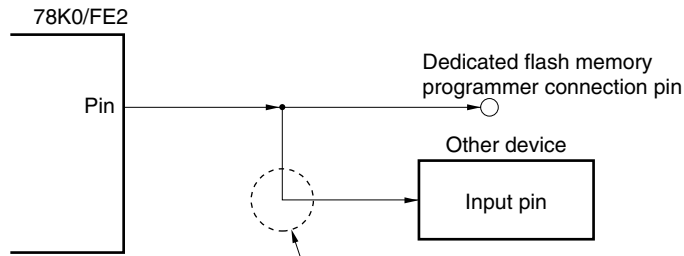 78K0/FE2
Dedicated flash memory
programmer connection pin
Pin
Other device
Input pin